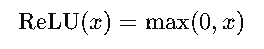 ReLU(x) = max(0, x)